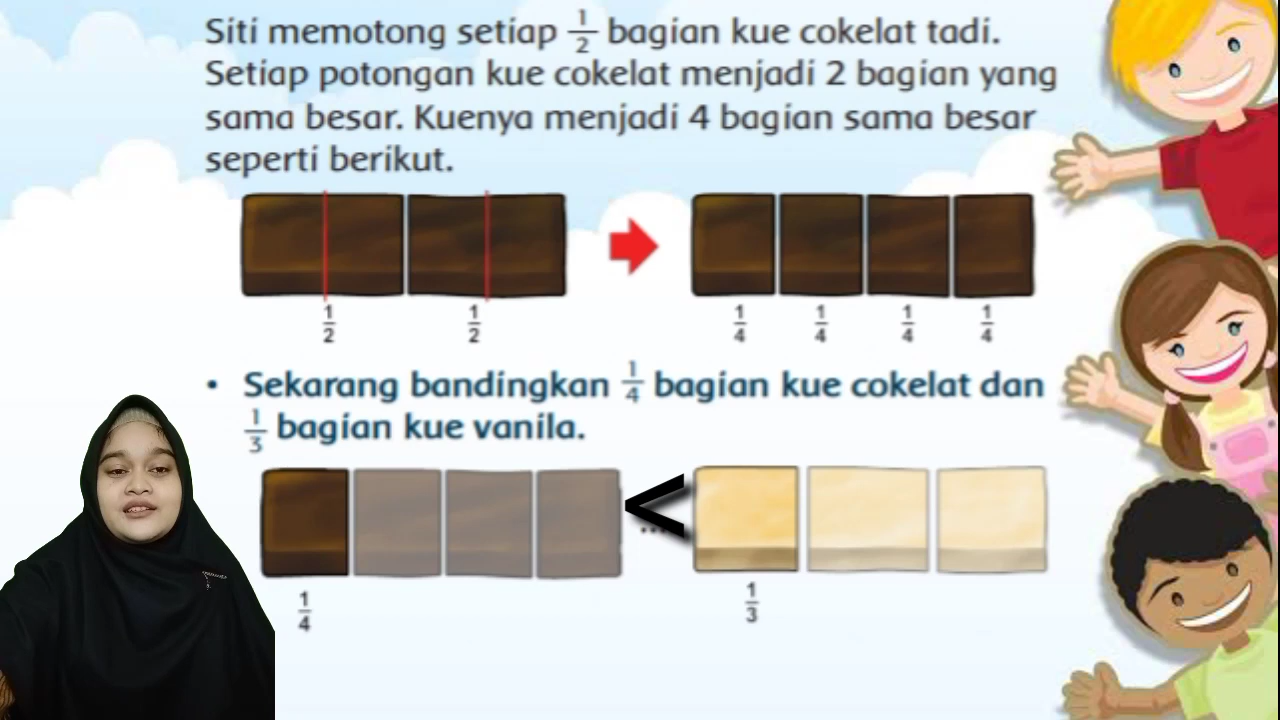 Siti memotong setiap 1/2 bagian kue cokelat tadi.
Setiap potongan kue cokelat menjadi 2 bagian yang
sama besar. Kuenya menjadi 4 bagian sama besar
seperti berikut.
1/2 1/2 1/4 1/4 1/4 1/4
• Sekarang bandingkan 1/4 bagian kue cokelat dan
1/3 bagian kue vanila.
< ...
1/4 1/3